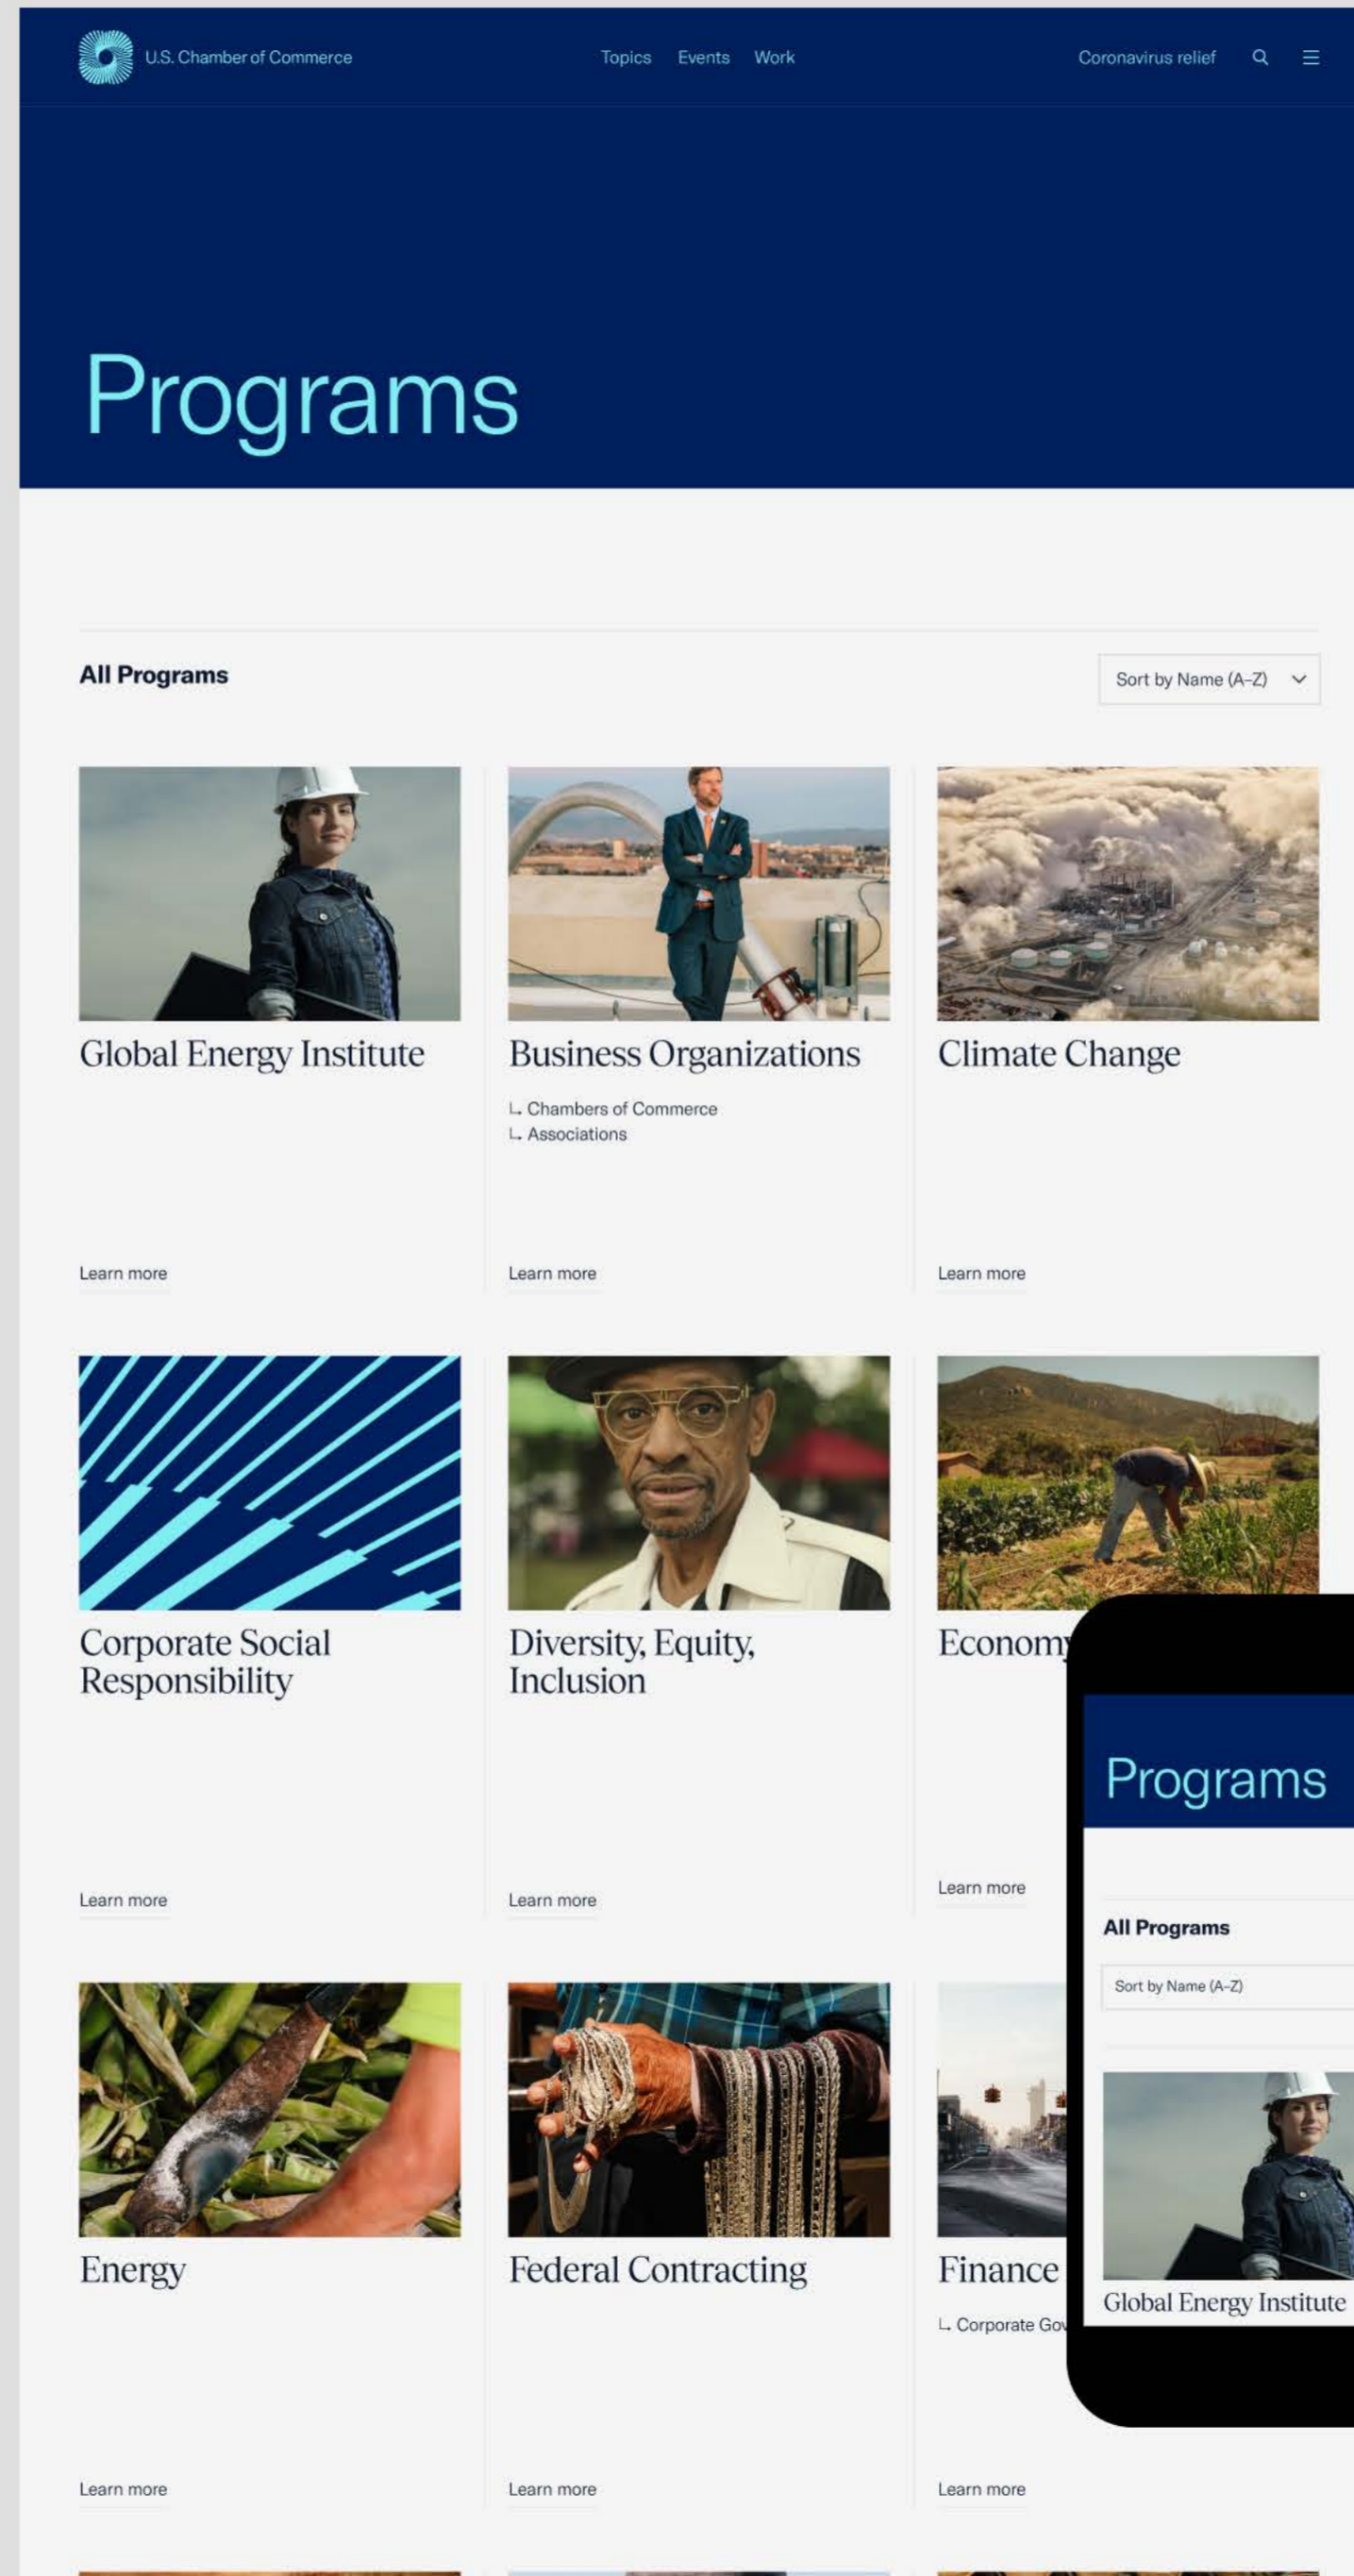 U.S. Chamber of Commerce
Topics Events Work
Coronavirus relief
Programs
All Programs
Sort by Name (A–Z)
Global Energy Institute
Business Organizations
Climate Change
Chambers of Commerce
Associations
Learn more
Learn more
Learn more
Corporate Social
Responsibility
Diversity, Equity,
Inclusion
Economy
Learn more
Learn more
Learn more
Energy
Federal Contracting
Finance
Corporate
Learn more
Learn more
Learn more
Programs
All Programs
Sort by Name (A–Z)
Global Energy Institute